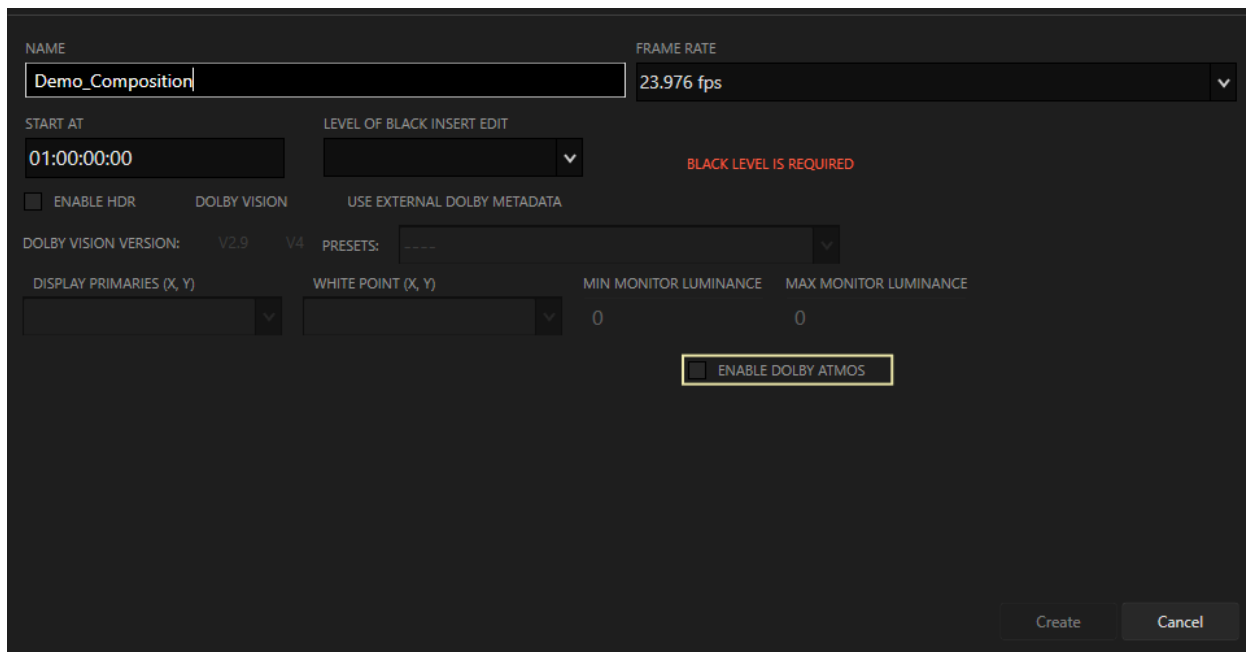 NAME
FRAME RATE
Demo_Composition
23.976 fps
START AT
LEVEL OF BLACK INSERT EDIT
01:00:00:00
BLACK LEVEL IS REQUIRED
ENABLE HDR
DOLBY VISION
USE EXTERNAL DOLBY METADATA
DOLBY VISION VERSION:
V2.9
V4
PRESETS:
----
DISPLAY PRIMARIES (X, Y)
WHITE POINT (X, Y)
MIN MONITOR LUMINANCE
MAX MONITOR LUMINANCE
0
0
ENABLE DOLBY ATMOS
Create
Cancel